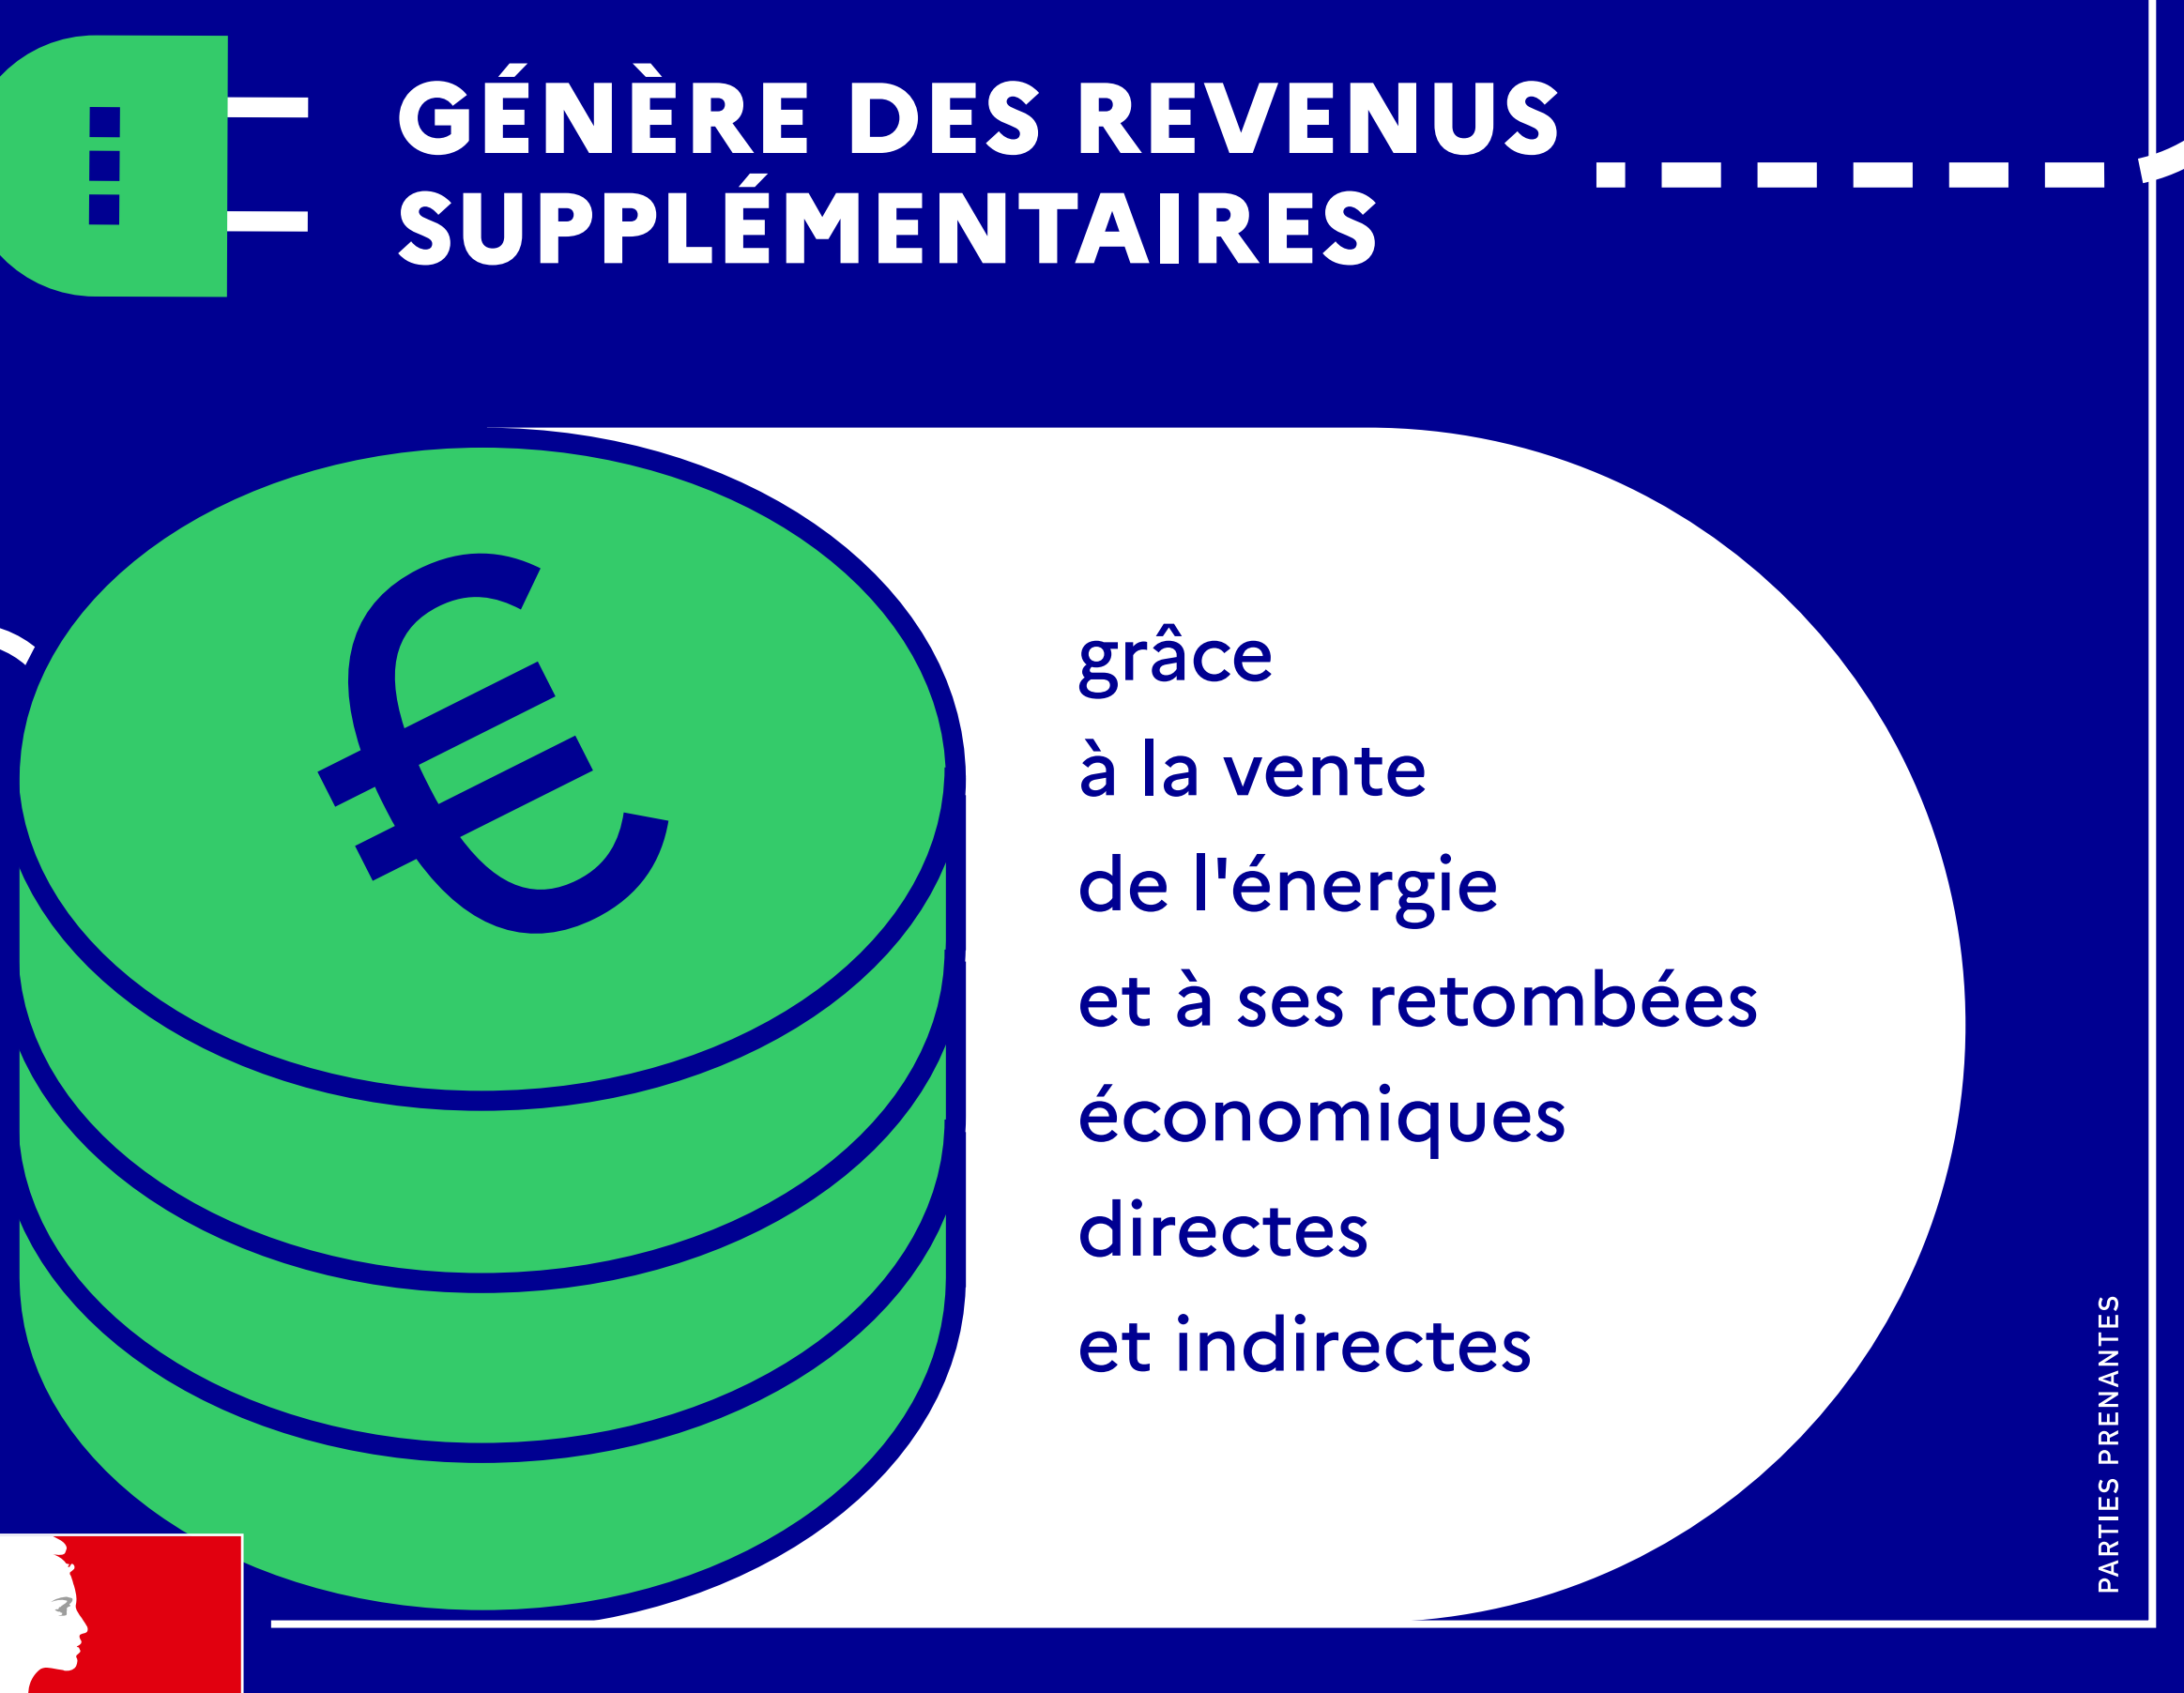 GÉNÈRE DES REVENUS
SUPPLÉMENTAIRES
€
grâce
à la vente
de l'énergie
et à ses retombées
économiques
directes
et indirectes
PARTIES PRENANTES